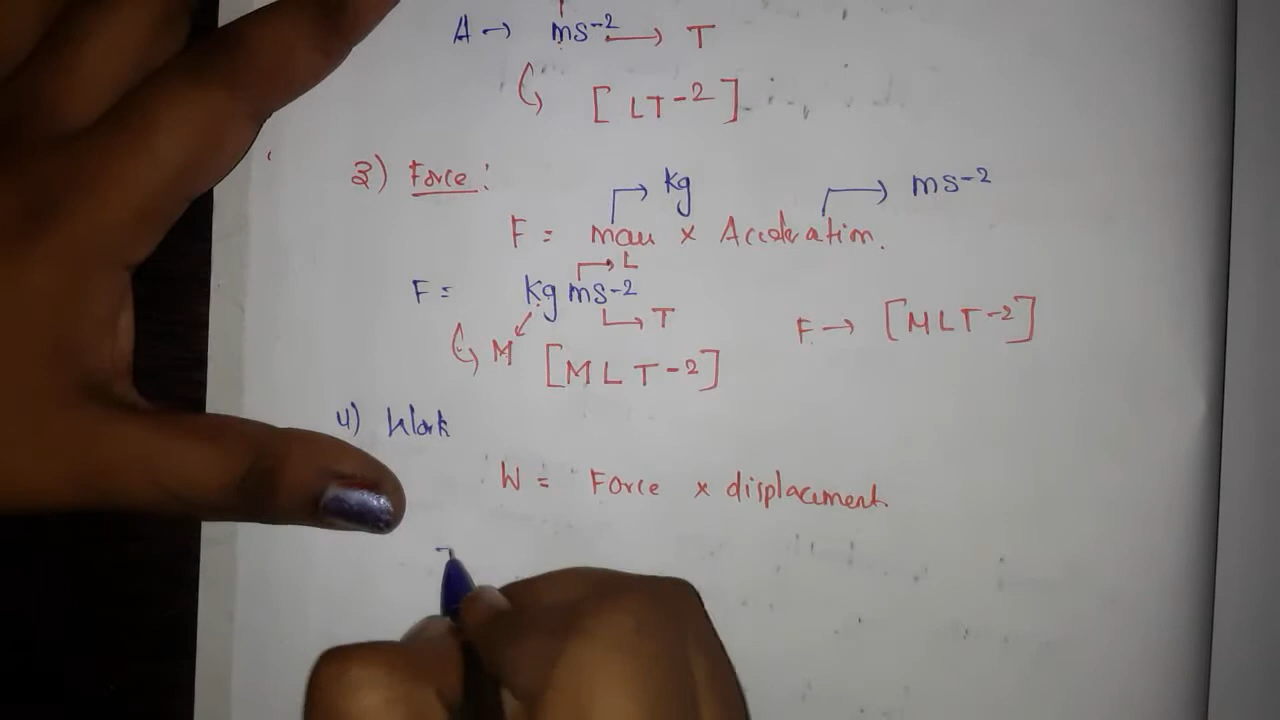 A → ms-2 → T
[LT-2]
3) Force:
kg ms-2
F = mass × Acceleration.
L
F = kg ms-2
T
M [MLT-2] F → [MLT-2]
4) Work
W = Force × displacement.